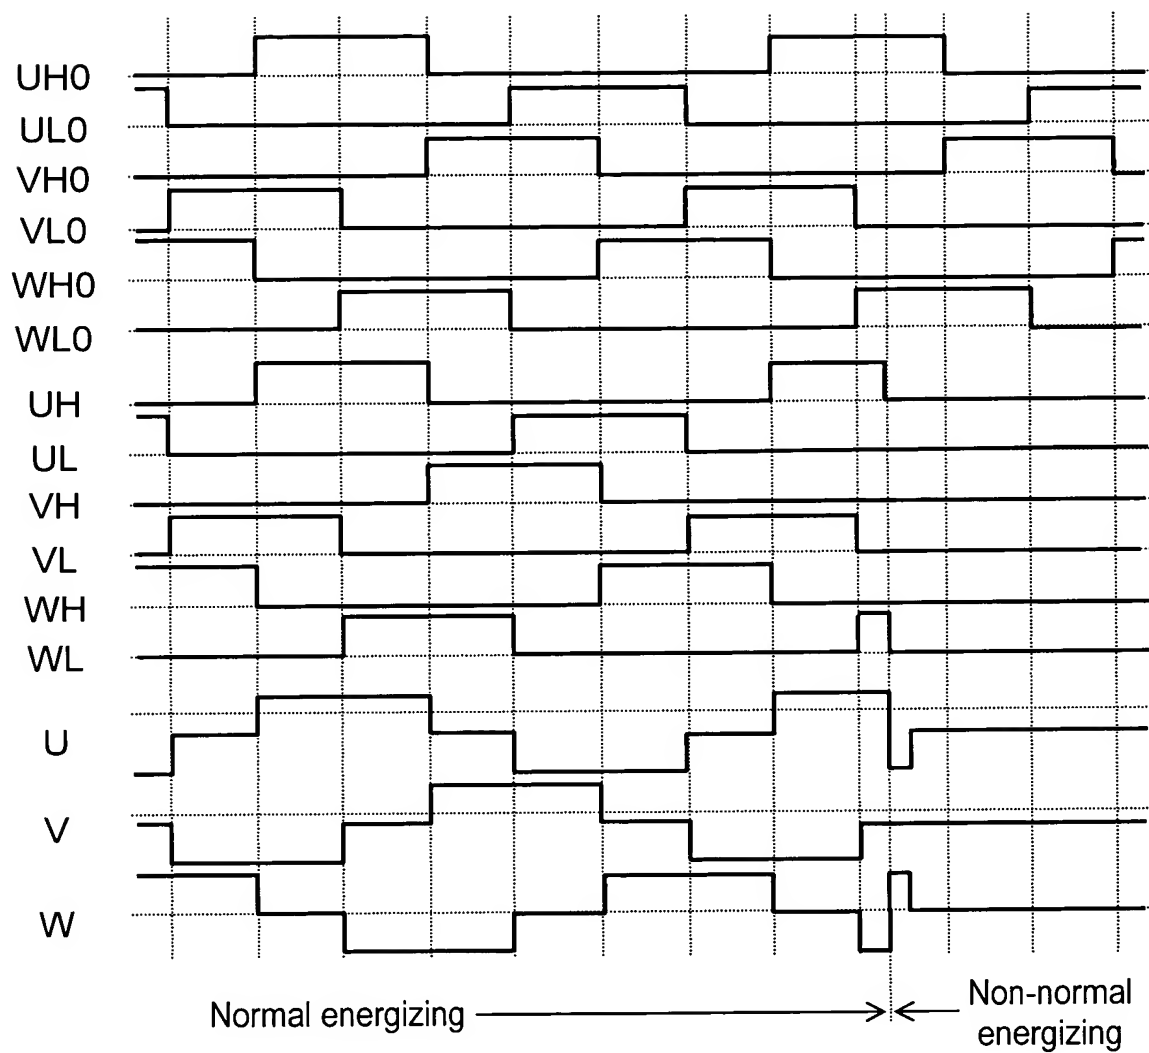 UH0
UL0
VH0
VL0
WH0
WL0
UH
UL
VH
VL
WH
WL
U
V
W
Normal energizing
Non-normal
energizing